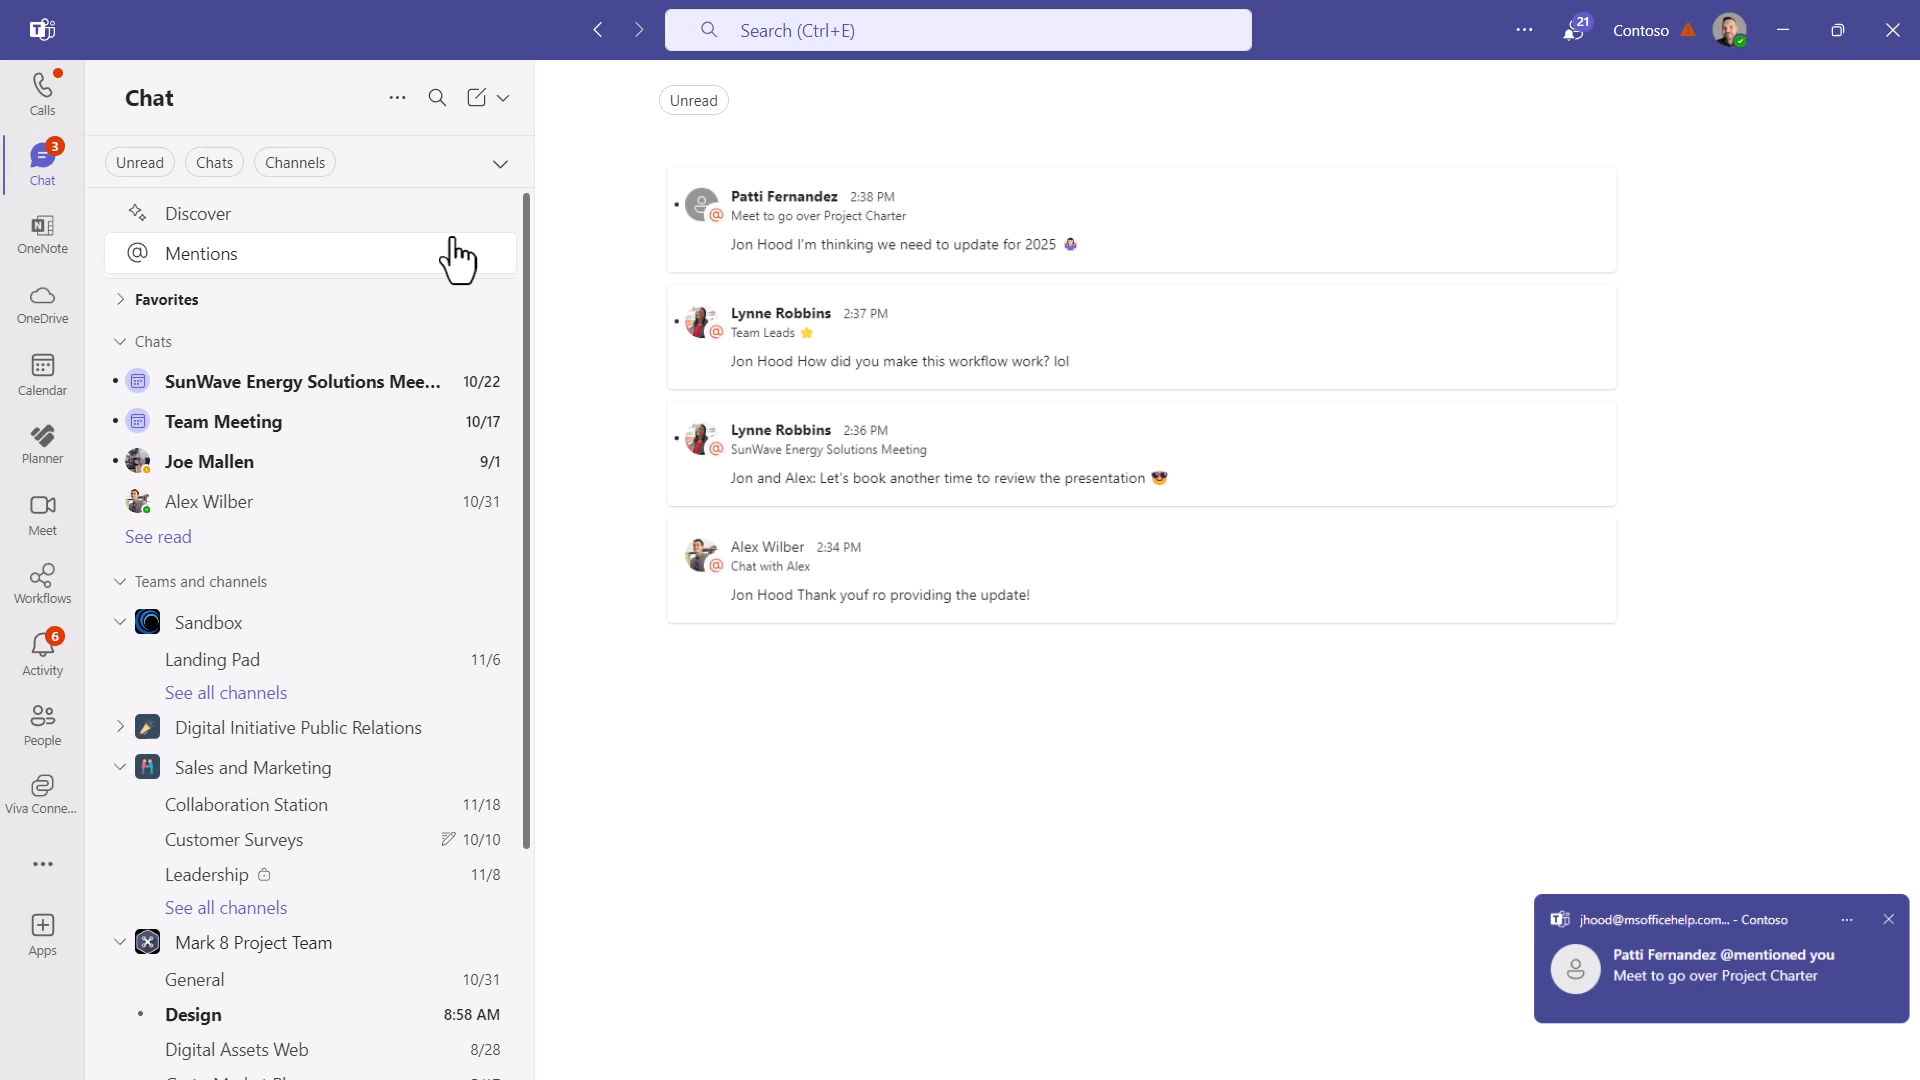 Search (Ctrl+E)
21
Contoso
Calls
3
Chat
OneNote
OneDrive
Calendar
Planner
Meet
Workflows
6
Activity
People
Viva Conne...
Apps
Chat
Unread
Chats
Channels
Discover
@ Mentions
Favorites
Chats
SunWave Energy Solutions Mee... 10/22
Team Meeting 10/17
Joe Mallen 9/1
Alex Wilber 10/31
See read
Teams and channels
Sandbox
Landing Pad 11/6
See all channels
Digital Initiative Public Relations
Sales and Marketing
Collaboration Station 11/18
Customer Surveys 10/10
Leadership 11/8
See all channels
Mark 8 Project Team
General 10/31
Design 8:58 AM
Digital Assets Web 8/28
Unread
Patti Fernandez 2:38 PM
Meet to go over Project Charter
Jon Hood I'm thinking we need to update for 2025
Lynne Robbins 2:37 PM
Team Leads ⭐
Jon Hood How did you make this workflow work? lol
Lynne Robbins 2:36 PM
SunWave Energy Solutions Meeting
Jon and Alex: Let's book another time to review the presentation 😎
Alex Wilber 2:34 PM
Chat with Alex
Jon Hood Thank youf ro providing the update!
jhood@msofficehelp.com... - Contoso
Patti Fernandez @mentioned you
Meet to go over Project Charter